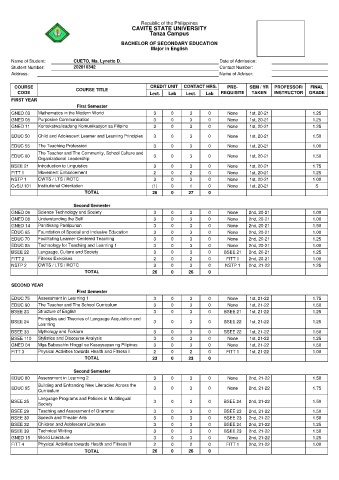 Republic of the Philippines
CAVITE STATE UNIVERSITY
Tanza Campus
BACHELOR OF SECONDARY EDUCATION
Major in English
Name of Student: CUETO, Ma. Lynette D. Date of Admission:
Student Number: 202010342 Contact Number:
Address: Name of Adviser:
COURSE CODE COURSE TITLE CREDIT UNIT CONTACT HRS. PRE-REQUISITE SEM / YR TAKEN PROFESSOR/ INSTRUCTOR FINAL GRADE
Lect. Lab Lect. Lab
FIRST YEAR
First Semester
GNED 03 Mathematics in the Modern World 3 0 3 0 None 1st, 20-21 1.25
GNED 05 Purposive Communication 3 0 3 0 None 1st, 20-21 1.25
GNED 11 Kontekstwalisadong Komunikasyon sa Filipino 3 0 3 0 None 1st, 20-21 1.25
EDUC 50 Child and Adolescent Learner and Learning Principles 3 0 3 0 None 1st, 20-21 1.50
EDUC 55 The Teaching Profession 3 0 3 0 None 1st, 20-21 1.00
EDUC 60 The Teacher and The Community, School Culture and Organizational Leadership 3 0 3 0 None 1st, 20-21 1.50
BSEE 21 Introduction to Linguistics 3 0 3 0 None 1st, 20-21 1.75
FITT 1 Movement Enhancement 2 0 2 0 None 1st, 20-21 1.25
NSTP 1 CWTS / LTS / ROTC 3 0 3 0 None 1st, 20-21 1.00
CvSU 101 Institutional Orientation (1) 0 1 0 None 1st, 20-21 S
TOTAL 26 0 27 0
Second Semester
GNED 06 Science Technology and Society 3 0 3 0 None 2nd, 20-21 1.00
GNED 08 Understanding the Self 3 0 3 0 None 2nd, 20-21 1.00
GNED 14 Panitikang Panlipunan 3 0 3 0 None 2nd, 20-21 1.50
EDUC 65 Foundation of Special and Inclusive Education 3 0 3 0 None 2nd, 20-21 1.00
EDUC 70 Facilitating Learner-Centered Teaching 3 0 3 0 None 2nd, 20-21 1.25
EDUC 85 Technology for Teaching and Learning 1 3 0 3 0 None 2nd, 20-21 1.00
BSEE 22 Language, Culture and Society 3 0 3 0 BSEE 21 2nd, 20-21 1.25
FITT 2 Fitness Exercises 2 0 2 0 FITT 1 2nd, 20-21 1.00
NSTP 2 CWTS / LTS / ROTC 3 0 3 0 NSTP 1 2nd, 20-21 1.25
TOTAL 26 0 26 0
SECOND YEAR
First Semester
EDUC 75 Assessment in Learning 1 3 0 3 0 None 1st, 21-22 1.75
EDUC 90 The Teacher and The School Curriculum 3 0 3 0 None 1st, 21-22 1.50
BSEE 23 Structure of English 3 0 3 0 BSEE 21 1st, 21-22 1.25
BSEE 24 Principles and Theories of Language Acquisition and Learning 3 0 3 0 BSEE 22 1st, 21-22 1.25
BSEE 33 Mythology and Folklore 3 0 3 0 BSEE 22 1st, 21-22 1.50
BSEE 110 Stylistics and Discourse Analysis 3 0 3 0 None 1st, 21-22 1.25
GNED 04 Mga Babasahin Hinggil sa Kasaysayan ng Pilipinas 3 0 3 0 None 1st, 21-22 1.50
FITT 3 Physical Activities towards Health and Fitness I 2 0 2 0 FITT 1 1st, 21-22 1.00
TOTAL 23 0 23 0
Second Semester
EDUC 80 Assessment in Learning 2 3 0 3 0 None 2nd, 21-22 1.50
EDUC 95 Building and Enhancing New Literacies Across the Curriculum 3 0 3 0 None 2nd, 21-22 1.75
BSEE 25 Language Programs and Policies in Multilingual Society 3 0 3 0 BSEE 24 2nd, 21-22 1.50
BSEE 29 Teaching and Assessment of Grammar 3 0 3 0 BSEE 23 2nd, 21-22 1.50
BSEE 30 Speech and Theater Arts 3 0 3 0 BSEE 23 2nd, 21-22 1.50
BSEE 32 Children and Adolescent Literature 3 0 3 0 BSEE 24 2nd, 21-22 1.25
BSEE 39 Technical Writing 3 0 3 0 BSEE 23 2nd, 21-22 1.50
GNED 15 World Literature 3 0 3 0 None 2nd, 21-22 1.25
FITT 4 Physical Activities towards Health and Fitness II 2 0 2 0 FITT 1 2nd, 21-22 1.00
TOTAL 26 0 26 0